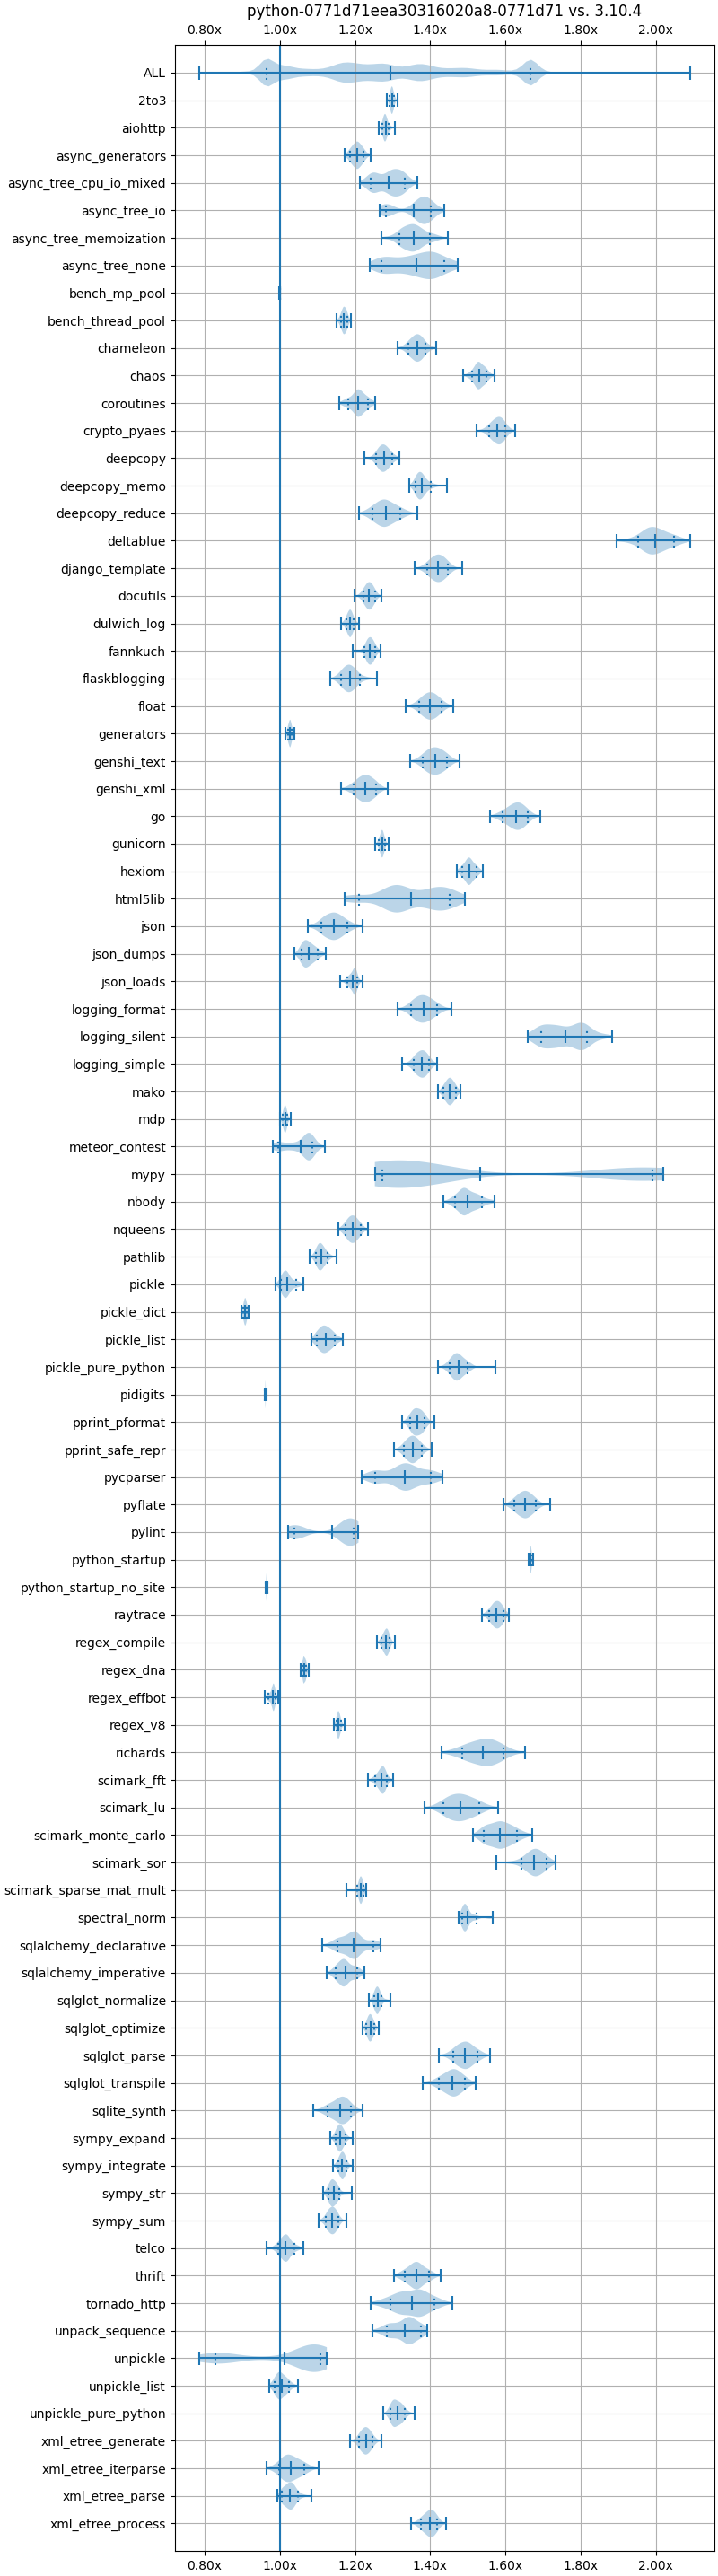 python-0771d71eea30316020a8-0771d71 vs. 3.10.4
0.80x 1.00x 1.20x 1.40x 1.60x 1.80x 2.00x
ALL
2to3
aiohttp
async_generators
async_tree_cpu_io_mixed
async_tree_io
async_tree_memoization
async_tree_none
bench_mp_pool
bench_thread_pool
chameleon
chaos
coroutines
crypto_pyaes
deepcopy
deepcopy_memo
deepcopy_reduce
deltablue
django_template
docutils
dulwich_log
fannkuch
flaskblogging
float
generators
genshi_text
genshi_xml
go
gunicorn
hexiom
html5lib
json
json_dumps
json_loads
logging_format
logging_silent
logging_simple
mako
mdp
meteor_contest
mypy
nbody
nqueens
pathlib
pickle
pickle_dict
pickle_list
pickle_pure_python
pidigits
pprint_pformat
pprint_safe_repr
pycparser
pyflate
pylint
python_startup
python_startup_no_site
raytrace
regex_compile
regex_dna
regex_effbot
regex_v8
richards
scimark_fft
scimark_lu
scimark_monte_carlo
scimark_sor
scimark_sparse_mat_mult
spectral_norm
sqlalchemy_declarative
sqlalchemy_imperative
sqlglot_normalize
sqlglot_optimize
sqlglot_parse
sqlglot_transpile
sqlite_synth
sympy_expand
sympy_integrate
sympy_str
sympy_sum
telco
thrift
tornado_http
unpack_sequence
unpickle
unpickle_list
unpickle_pure_python
xml_etree_generate
xml_etree_iterparse
xml_etree_parse
xml_etree_process
0.80x 1.00x 1.20x 1.40x 1.60x 1.80x 2.00x